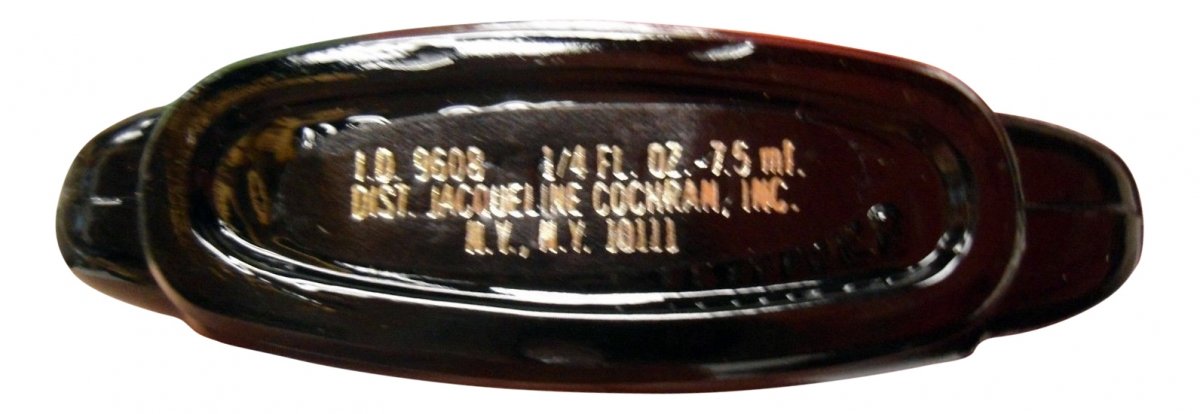 I.D. 9608 1/4 FL. OZ.-7.5 ml.
DIST. JACQUELINE COCHRAN, INC.
N.Y., N.Y. 10111